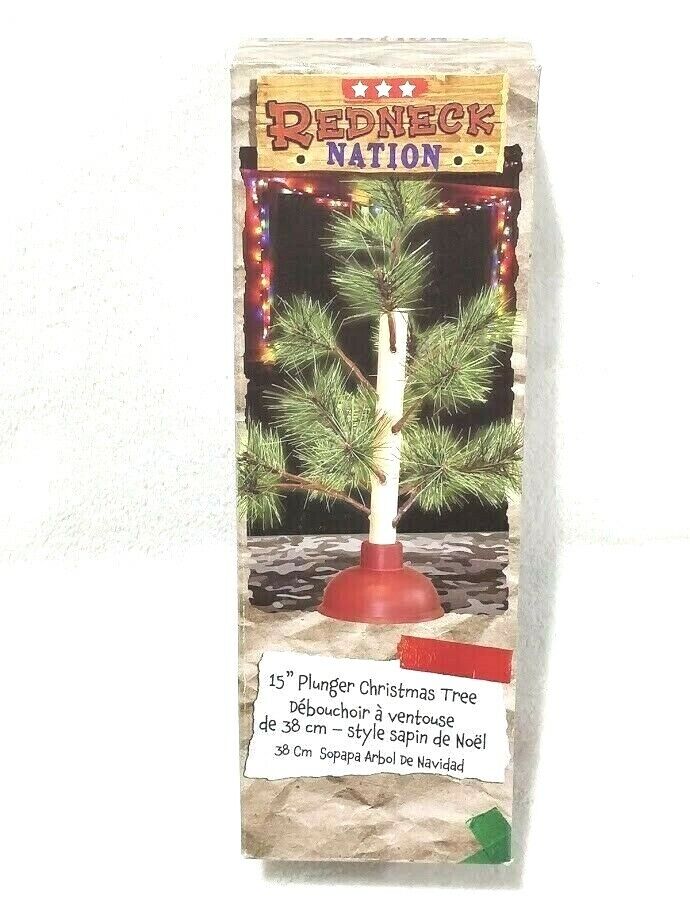 REDNECK
NATION
15" Plunger Christmas Tree
Débouchoir à ventouse
de 38 cm – style sapin de Noël
38 Cm Sopapa Arbol De Navidad